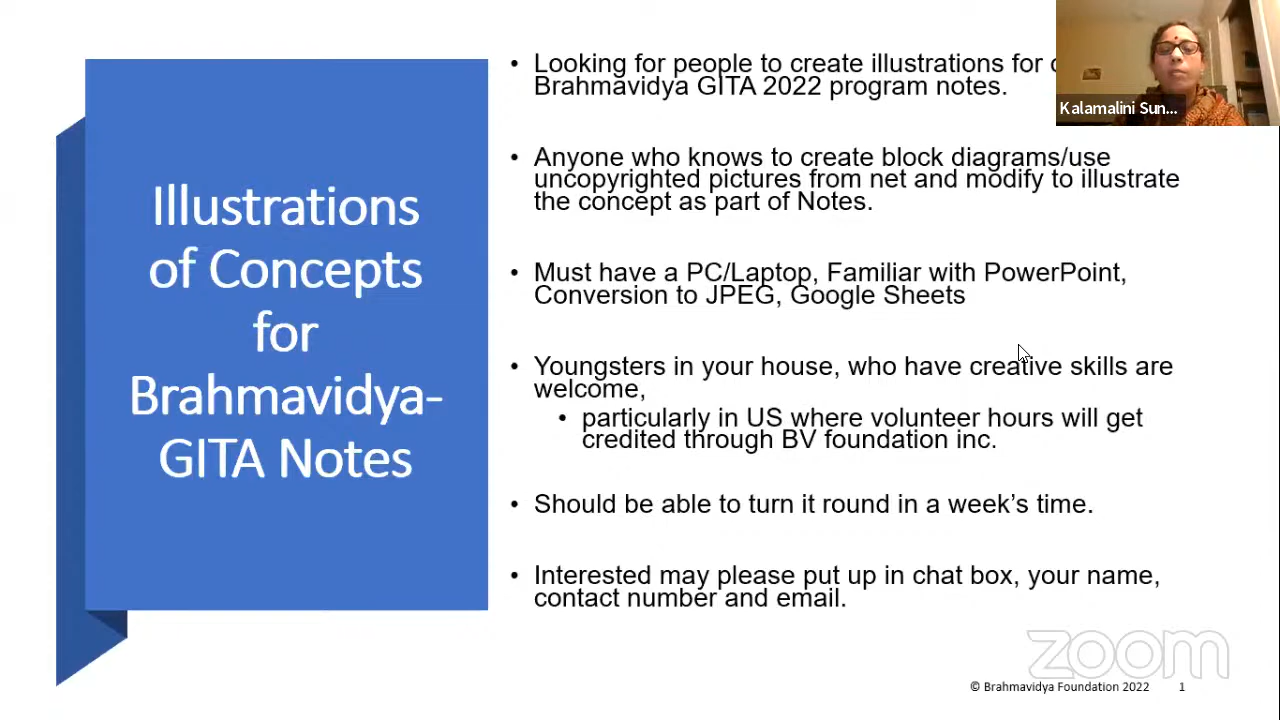 Illustrations
of Concepts
for
Brahmavidya-
GITA Notes
• Looking for people to create illustrations for
Brahmavidya GITA 2022 program notes.
• Anyone who knows to create block diagrams/use
uncopyrighted pictures from net and modify to illustrate
the concept as part of Notes.
• Must have a PC/Laptop, Familiar with PowerPoint,
Conversion to JPEG, Google Sheets
• Youngsters in your house, who have creative skills are
welcome,
• particularly in US where volunteer hours will get
credited through BV foundation inc.
• Should be able to turn it round in a week’s time.
• Interested may please put up in chat box, your name,
contact number and email.
Kalamalini Sun...
zoom
© Brahmavidya Foundation 2022 1